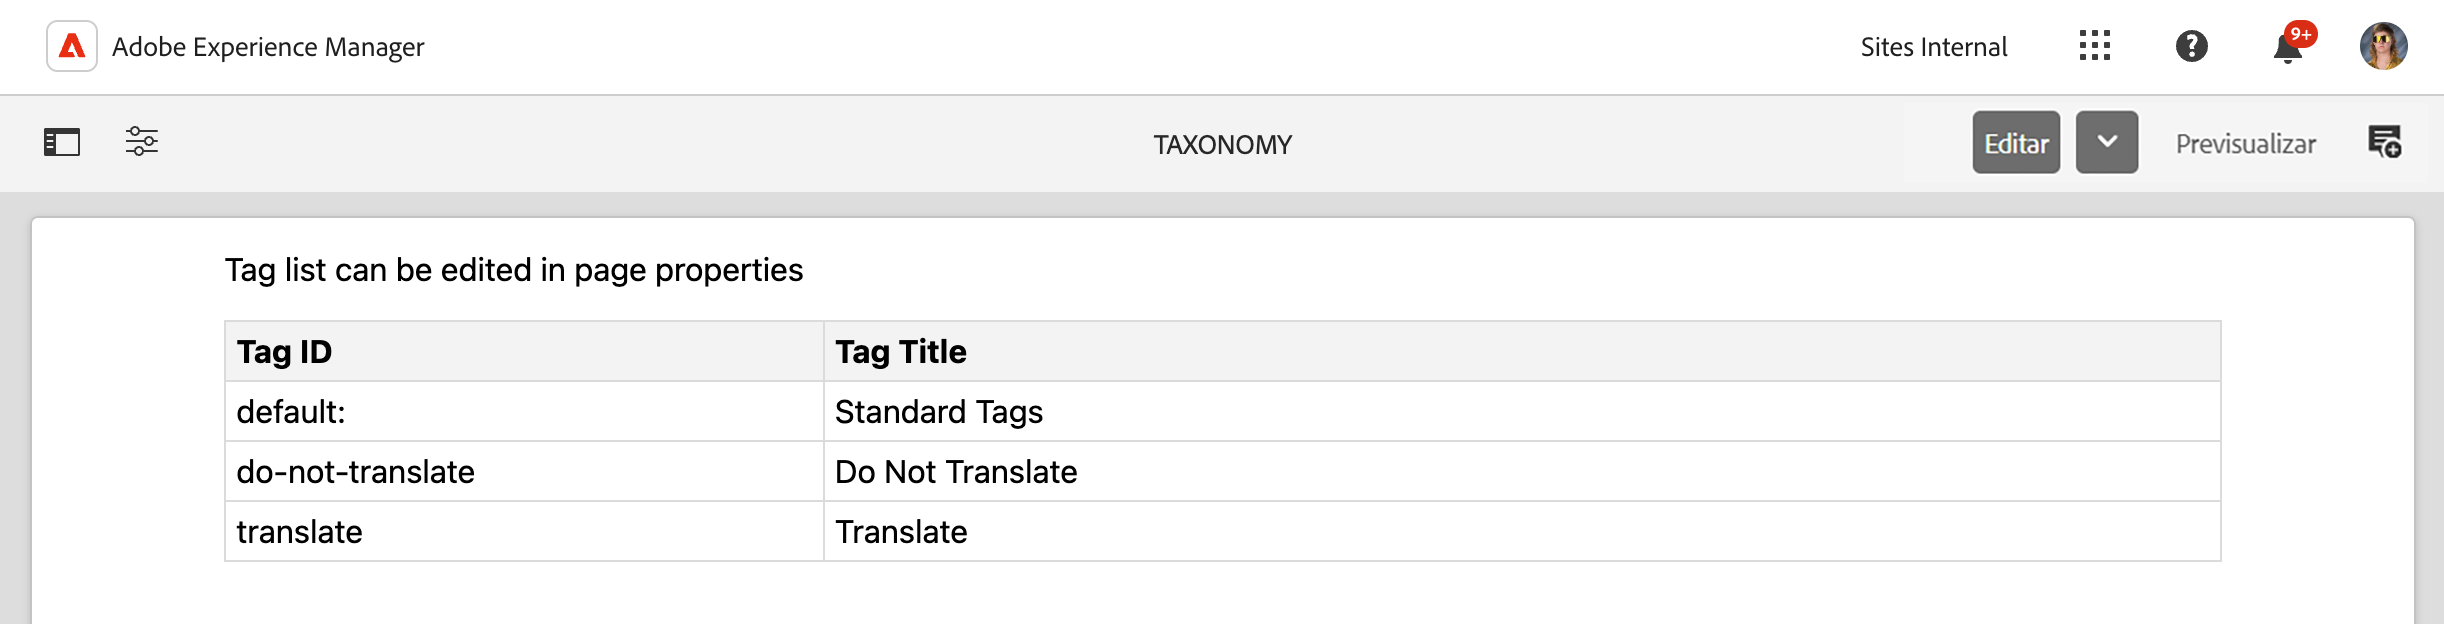 Adobe Experience Manager
Sites Internal
9+
TAXONOMY
Editar
Previsualizar
Tag list can be edited in page properties
Tag ID Tag Title
default: Standard Tags
do-not-translate Do Not Translate
translate Translate